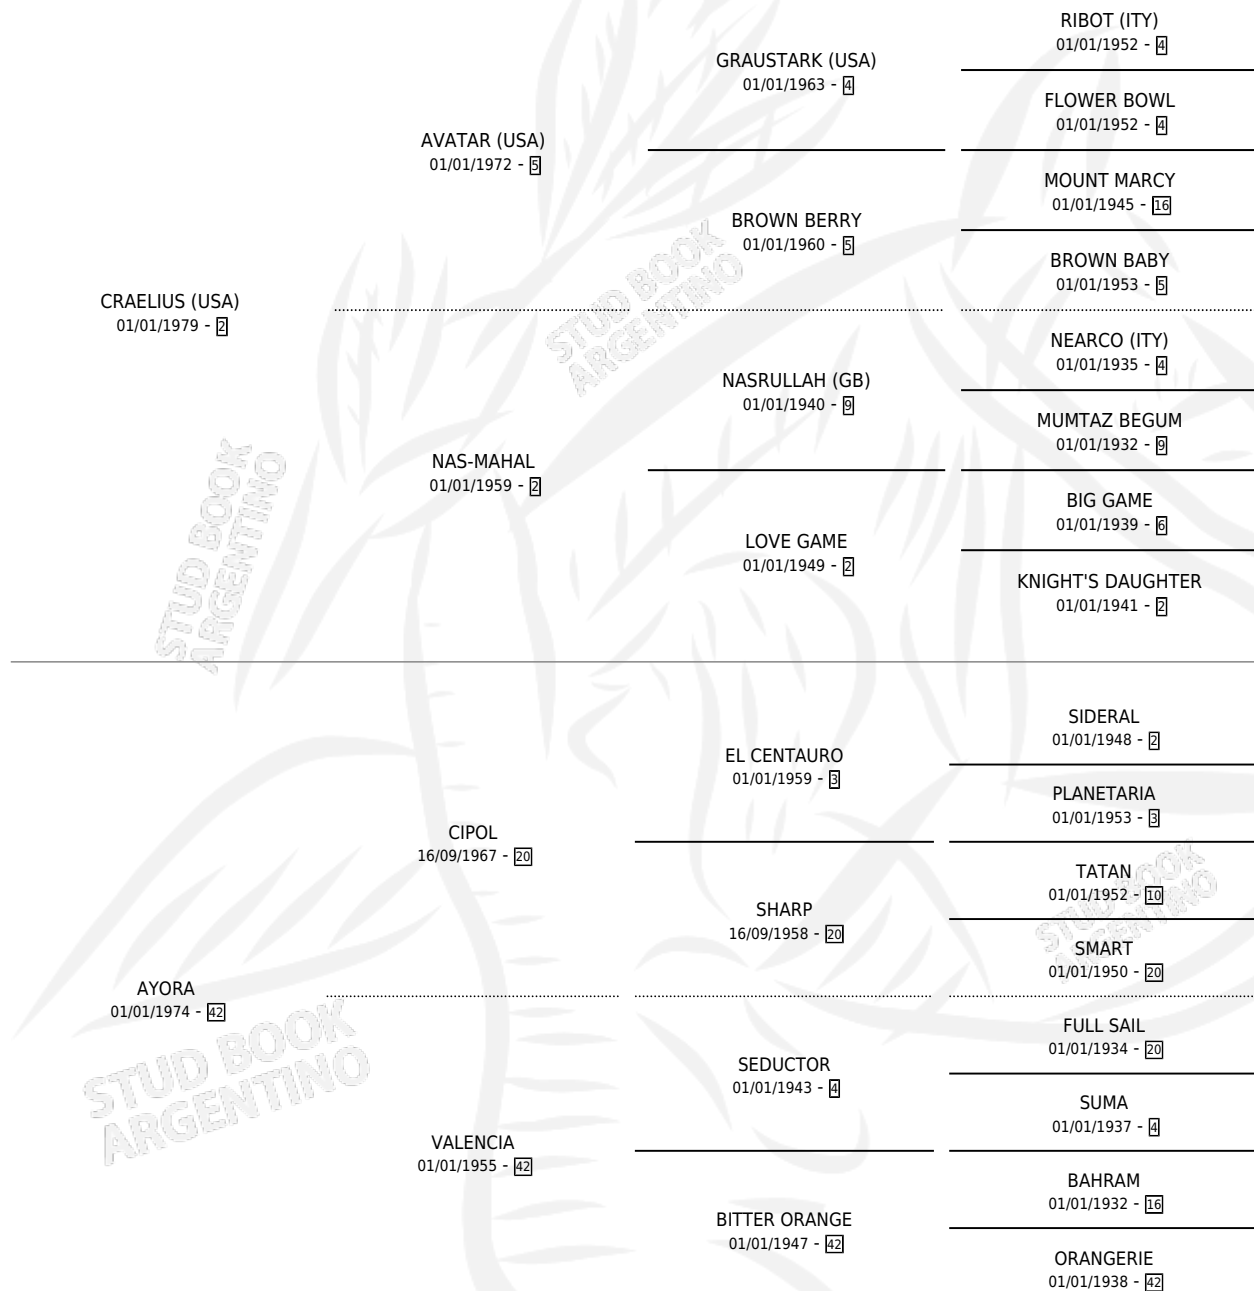 RIBOT (ITY)
01/01/1952 - 4
GRAUSTARK (USA)
01/01/1963 - 4
FLOWER BOWL
01/01/1952 - 4
AVATAR (USA)
01/01/1972 - 5
MOUNT MARCY
01/01/1945 - 16
BROWN BERRY
01/01/1960 - 5
BROWN BABY
01/01/1953 - 5
STUD BOOK
ARGENTINO
CRAELIUS (USA)
01/01/1979 - 2
NEARCO (ITY)
01/01/1935 - 4
NASRULLAH (GB)
01/01/1940 - 9
MUMTAZ BEGUM
01/01/1932 - 9
NAS-MAHAL
01/01/1959 - 2
BIG GAME
01/01/1939 - 6
LOVE GAME
01/01/1949 - 2
KNIGHT'S DAUGHTER
01/01/1941 - 2
STUD BOOK
ARGENTINO
SIDERAL
01/01/1948 - 2
EL CENTAURO
01/01/1959 - 3
PLANETARIA
01/01/1953 - 3
CIPOL
16/09/1967 - 20
TATAN
01/01/1952 - 10
SHARP
16/09/1958 - 20
SMART
01/01/1950 - 20
STUD BOOK
ARGENTINO
AYORA
01/01/1974 - 42
FULL SAIL
01/01/1934 - 20
SEDUCTOR
01/01/1943 - 4
SUMA
01/01/1937 - 4
STUD BOOK
ARGENTINO
VALENCIA
01/01/1955 - 42
BAHRAM
01/01/1932 - 16
BITTER ORANGE
01/01/1947 - 42
ORANGERIE
01/01/1938 - 42